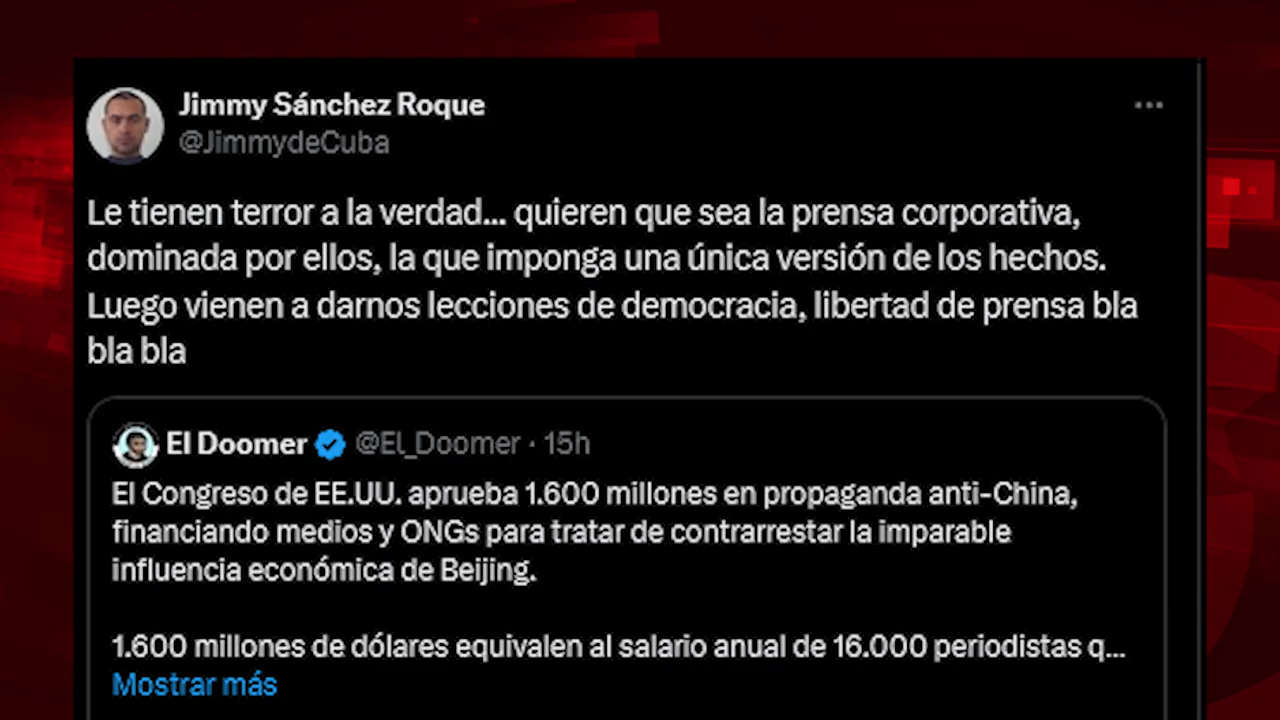 Jimmy Sánchez Roque
@JimmydeCuba
Le tienen terror a la verdad... quieren que sea la prensa corporativa,
dominada por ellos, la que imponga una única versión de los hechos.
Luego vienen a darnos lecciones de democracia, libertad de prensa bla
bla bla
El Doomer @El_Doomer · 15h
El Congreso de EE.UU. aprueba 1.600 millones en propaganda anti-China,
financiando medios y ONGs para tratar de contrarrestar la imparable
influencia económica de Beijing.
1.600 millones de dólares equivalen al salario anual de 16.000 periodistas q...
Mostrar más